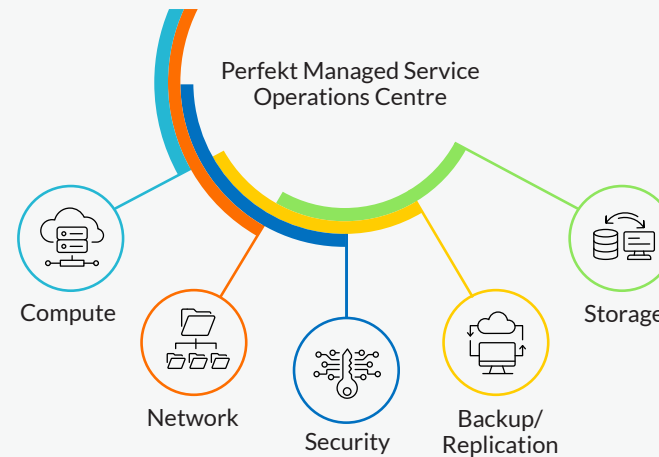 Perfekt Managed Service
Operations Centre
Compute
Storage
Network
Security
Backup/
Replication